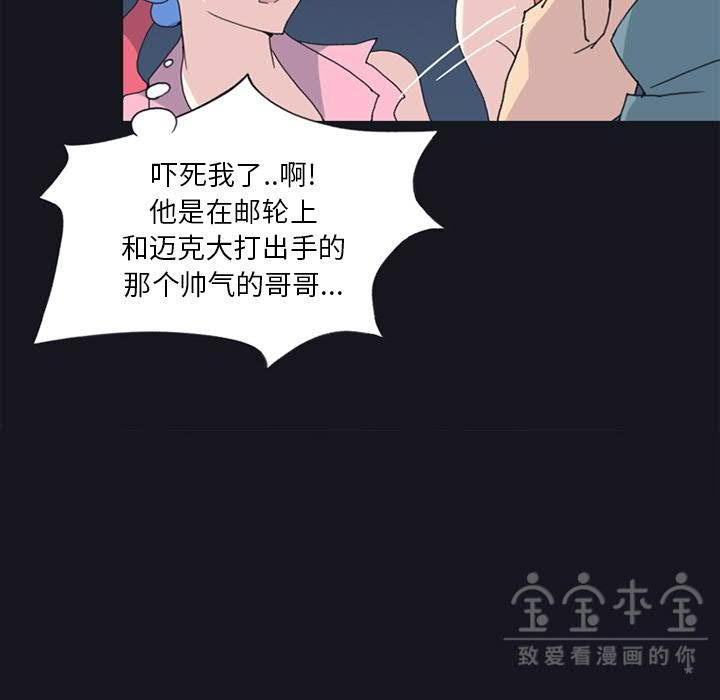 吓死我了..啊!
他是在邮轮上
和迈克大打出手的
那个帅气的哥哥...
宝宝本宝
致爱看漫画的你